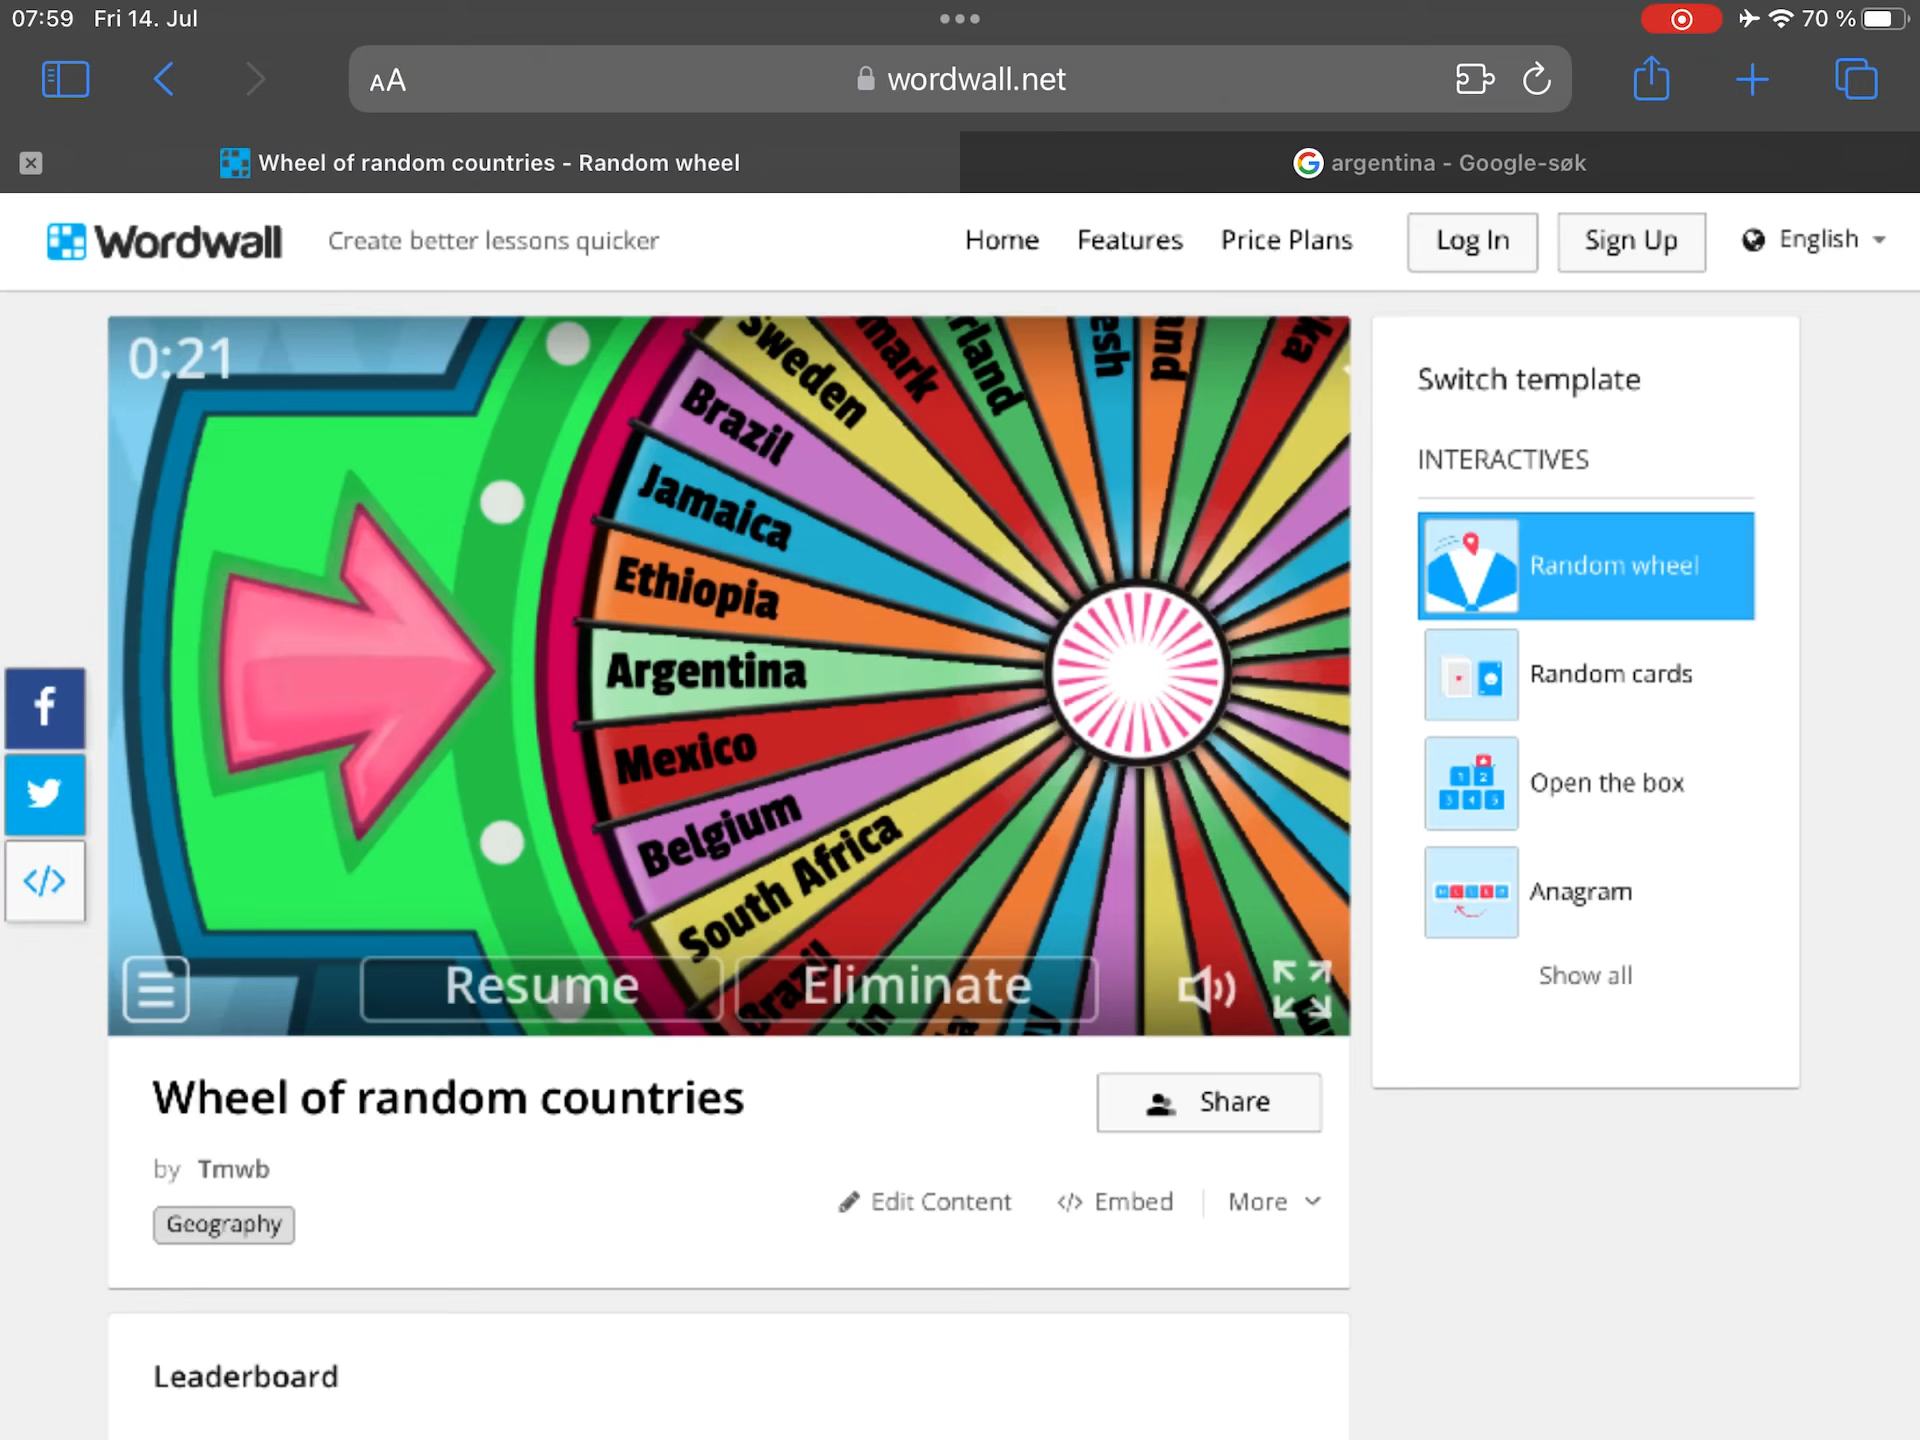 07:59 Fri 14. Jul
70 %
AA
wordwall.net
Wheel of random countries - Random wheel
argentina - Google-søk
Wordwall
Create better lessons quicker
Home
Features
Price Plans
Log In
Sign Up
English
0:21
Sweden
Brazil
Jamaica
Ethiopia
Argentina
Mexico
Belgium
South Africa
Brazil
Resume
Eliminate
Switch template
INTERACTIVES
Random wheel
Random cards
Open the box
Anagram
Show all
Wheel of random countries
Share
by Tmwb
Edit Content
Embed
More
Geography
Leaderboard